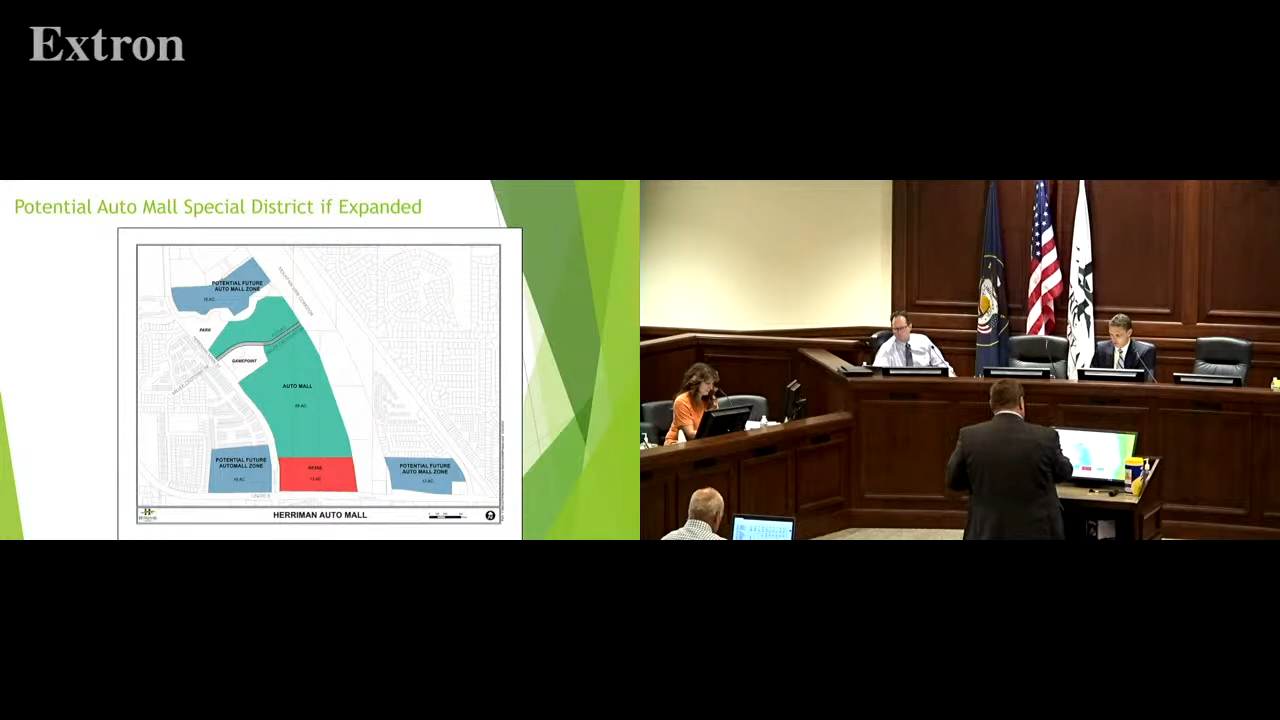 Extron
Potential Auto Mall Special District if Expanded
POTENTIAL FUTURE
AUTO MALL ZONE
PARK
GAMEPOINT
AUTO MALL
POTENTIAL FUTURE
AUTOMALL ZONE
RETAIL
POTENTIAL FUTURE
AUTO MALL ZONE
HERRIMAN AUTO MALL